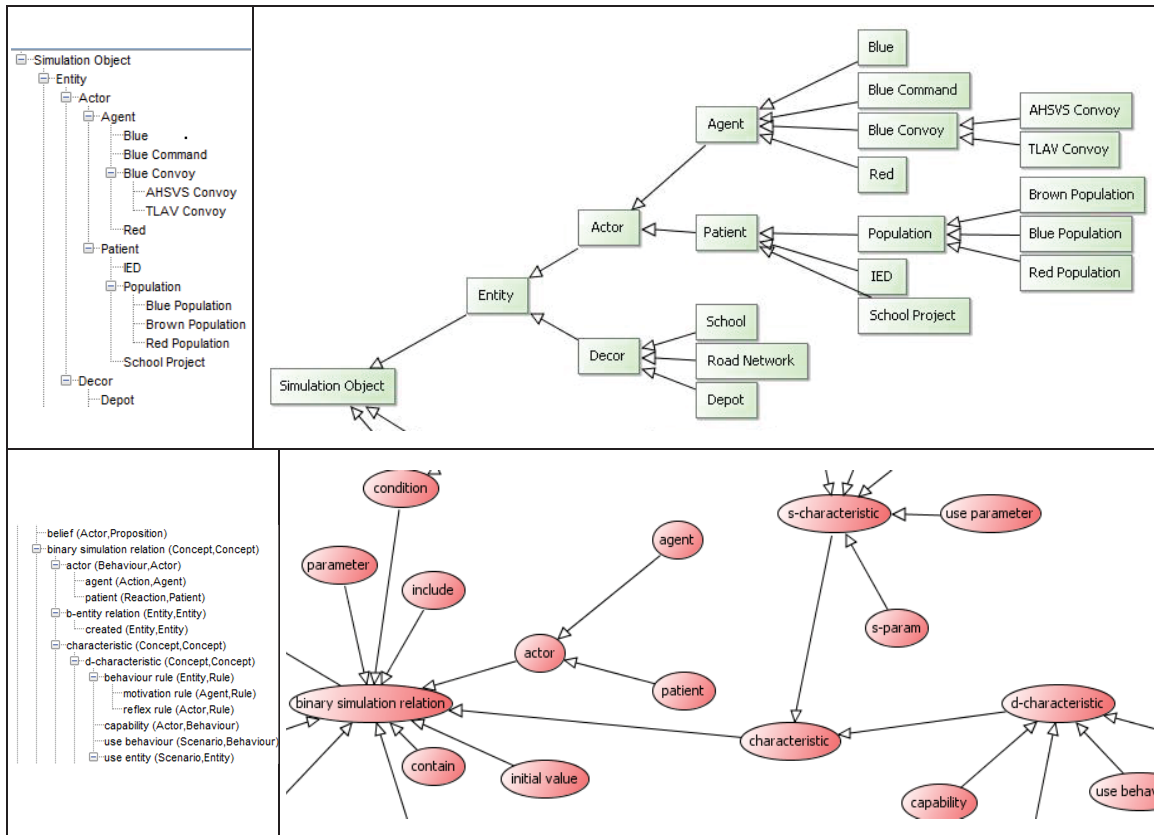 Simulation Object
Entity
Actor
Agent
Blue
Blue Command
Blue Convoy
AHSVS Convoy
TLAV Convoy
Red
Patient
IED
Population
Blue Population
Brown Population
Red Population
School Project
Decor
Depot
Blue
Blue Command
Agent
Blue Convoy
AHSVS Convoy
TLAV Convoy
Red
Actor
Patient
Population
Brown Population
Blue Population
Red Population
IED
School Project
Entity
School
Decor
Road Network
Depot
Simulation Object
belief (Actor,Proposition)
binary simulation relation (Concept,Concept)
actor (Behaviour,Actor)
agent (Action,Agent)
patient (Reaction,Patient)
b-entity relation (Entity,Entity)
created (Entity,Entity)
characteristic (Concept,Concept)
d-characteristic (Concept,Concept)
behaviour rule (Entity,Rule)
motivation rule (Agent,Rule)
reflex rule (Actor,Rule)
capability (Actor,Behaviour)
use behaviour (Scenario,Behaviour)
use entity (Scenario,Entity)
condition
s-characteristic
use parameter
agent
parameter
include
s-param
actor
patient
binary simulation relation
d-characteristic
characteristic
contain
initial value
capability
use behav